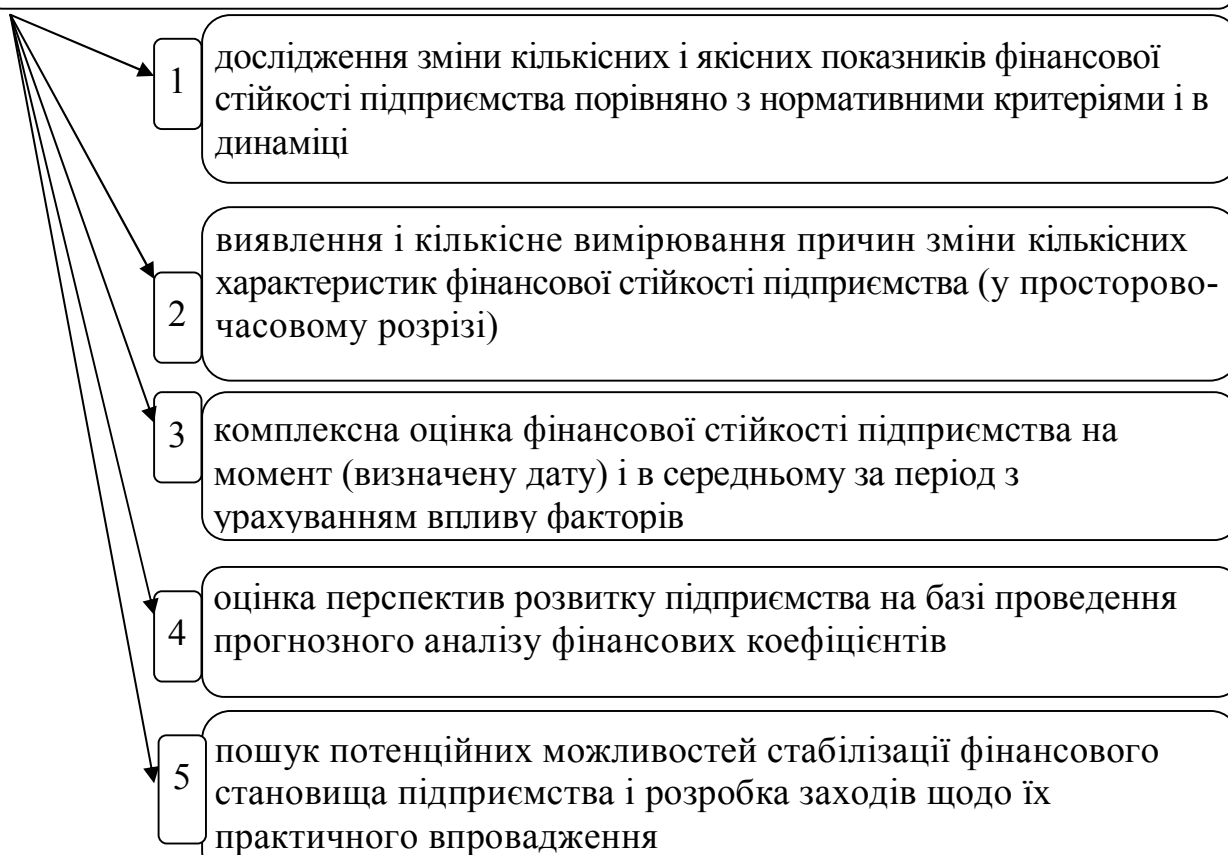 1
дослідження зміни кількісних і якісних показників фінансової
стійкості підприємства порівняно з нормативними критеріями і в
динаміці
2
виявлення і кількісне вимірювання причин зміни кількісних
характеристик фінансової стійкості підприємства (у просторово-
часовому розрізі)
3
комплексна оцінка фінансової стійкості підприємства на
момент (визначену дату) і в середньому за період з
урахуванням впливу факторів
4
оцінка перспектив розвитку підприємства на базі проведення
прогнозного аналізу фінансових коефіцієнтів
5
пошук потенційних можливостей стабілізації фінансового
становища підприємства і розробка заходів щодо їх
практичного впровадження